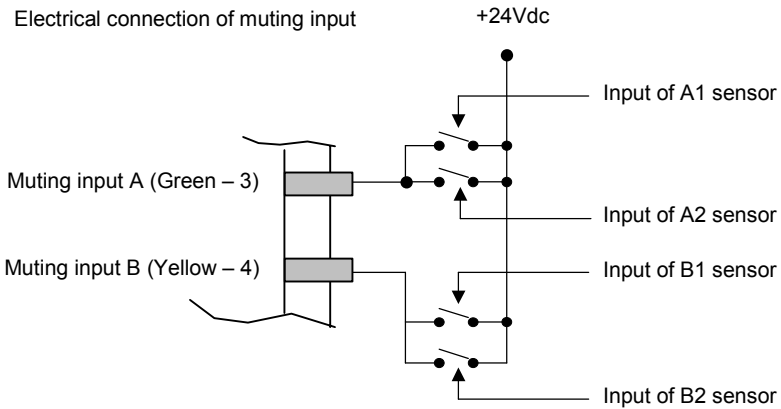 Electrical connection of muting input
+24Vdc
Input of A1 sensor
Muting input A (Green – 3)
Input of A2 sensor
Muting input B (Yellow – 4)
Input of B1 sensor
Input of B2 sensor